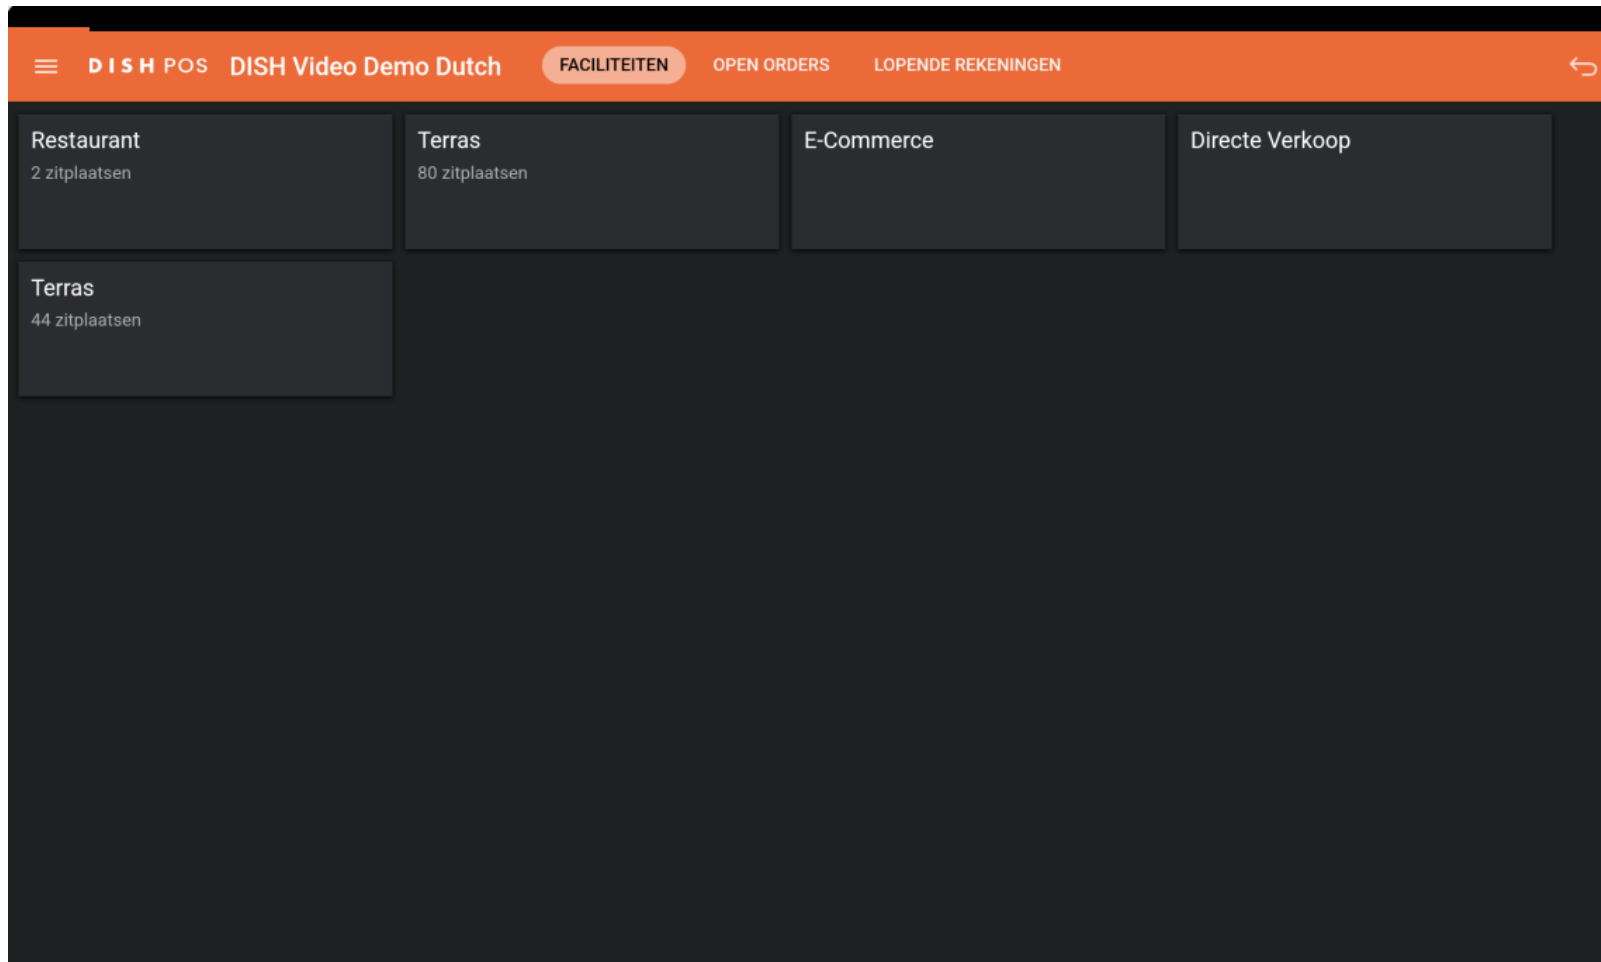 DISH POS DISH Video Demo Dutch FACILITEITEN OPEN ORDERS LOPENDE REKENINGEN
Restaurant
2 zitplaatsen
Terras
80 zitplaatsen
E-Commerce
Directe Verkoop
Terras
44 zitplaatsen